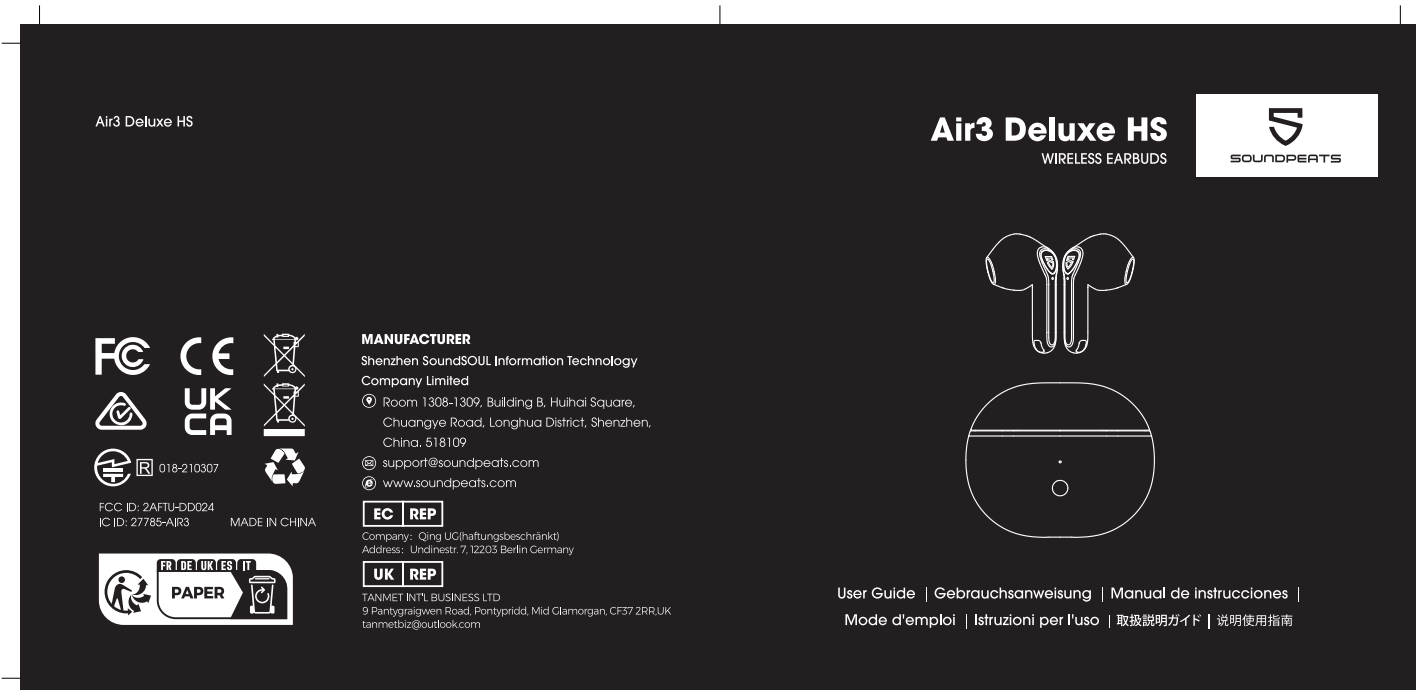 Air3 Deluxe HS
FC CE
UK
CA
R 018-210307
FCC ID: 2AFTU-DD024
IC ID: 27785-AIR3 MADE IN CHINA
FR DE UK ES IT
PAPER
MANUFACTURER
Shenzhen SoundSOUL Information Technology
Company Limited
Room 1308-1309, Building B, Huihai Square,
Chuangye Road, Longhua District, Shenzhen,
China. 518109
support@soundpeats.com
www.soundpeats.com
EC REP
Company: Qing UG(haftungsbeschränkt)
Address: Undinestr. 7, 12203 Berlin Germany
UK REP
TANMET INT'L BUSINESS LTD
9 Pantygraigwen Road, Pontypridd, Mid Glamorgan, CF37 2RR,UK
tanmetbiz@outlook.com
Air3 Deluxe HS
WIRELESS EARBUDS
SOUNDPEATS
User Guide | Gebrauchsanweisung | Manual de instrucciones |
Mode d'emploi | Istruzioni per l'uso | 取扱説明ガイド | 说明使用指南